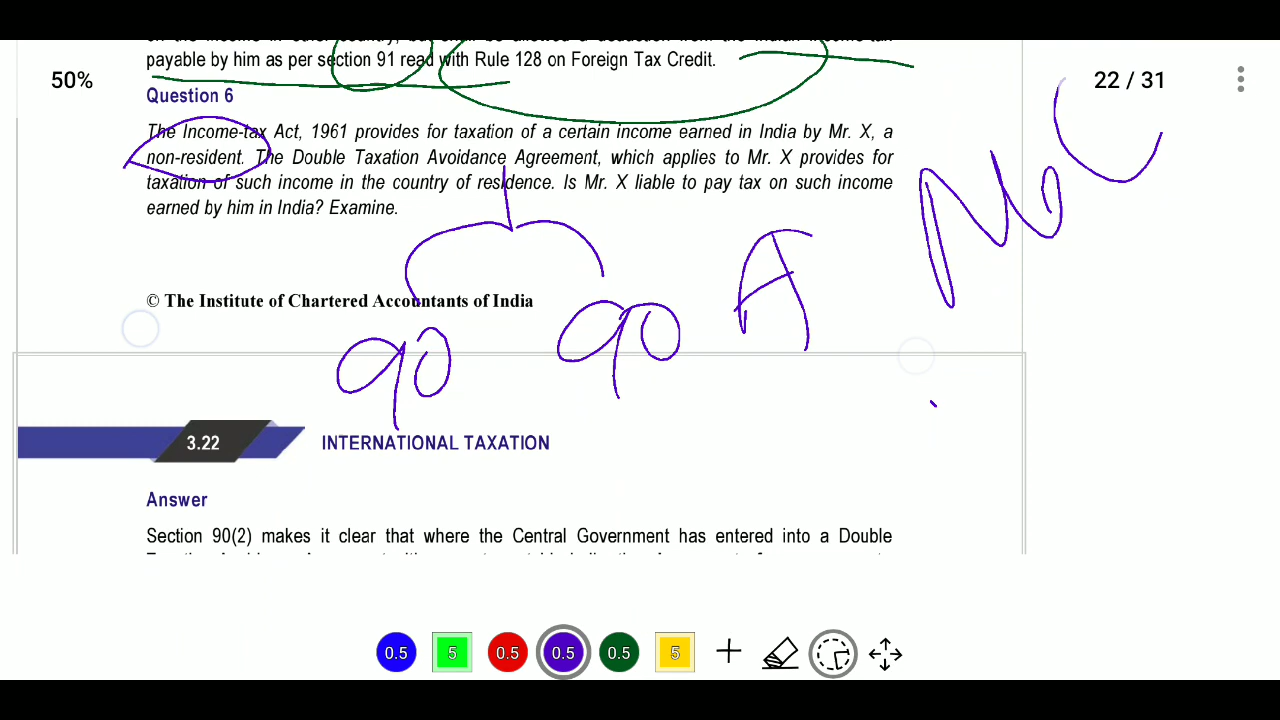 payable by him as per section 91 read with Rule 128 on Foreign Tax Credit.
50%
22 / 31
Question 6
The Income-tax Act, 1961 provides for taxation of a certain income earned in India by Mr. X, a
non-resident. The Double Taxation Avoidance Agreement, which applies to Mr. X provides for
taxation of such income in the country of residence. Is Mr. X liable to pay tax on such income
earned by him in India? Examine.
No
© The Institute of Chartered Accountants of India
90
90 A
3.22
INTERNATIONAL TAXATION
Answer
Section 90(2) makes it clear that where the Central Government has entered into a Double
0.5 5 0.5 0.5 0.5 5